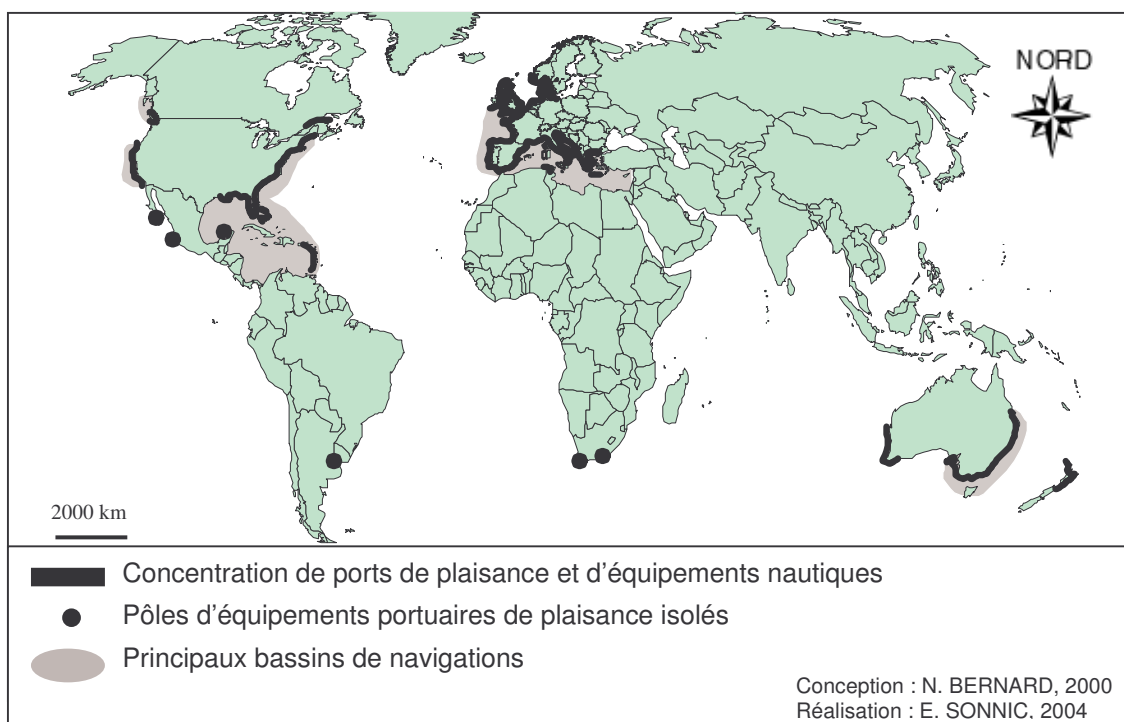 NORD
2000 km
Concentration de ports de plaisance et d'équipements nautiques
Pôles d'équipements portuaires de plaisance isolés
Principaux bassins de navigations
Conception : N. BERNARD, 2000
Réalisation : E. SONNIC, 2004